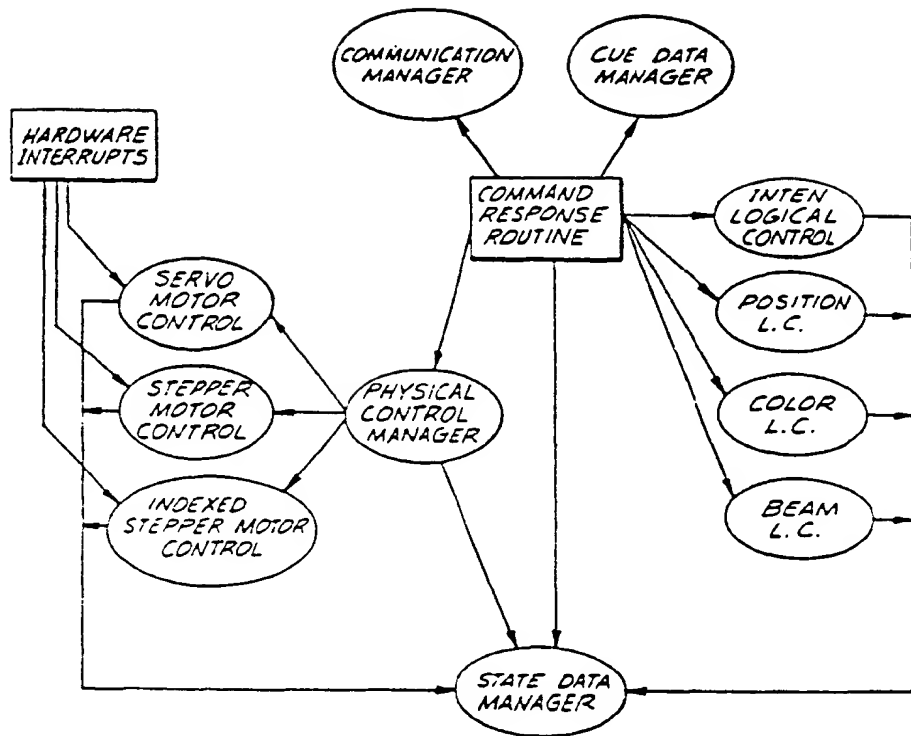 COMMUNICATION
MANAGER
CUE DATA
MANAGER
HARDWARE
INTERRUPTS
COMMAND
RESPONSE
ROUTINE
INTEN
LOGICAL
CONTROL
SERVO
MOTOR
CONTROL
POSITION
L.C.
STEPPER
MOTOR
CONTROL
PHYSICAL
CONTROL
MANAGER
COLOR
L.C.
INDEXED
STEPPER MOTOR
CONTROL
BEAM
L.C.
STATE DATA
MANAGER